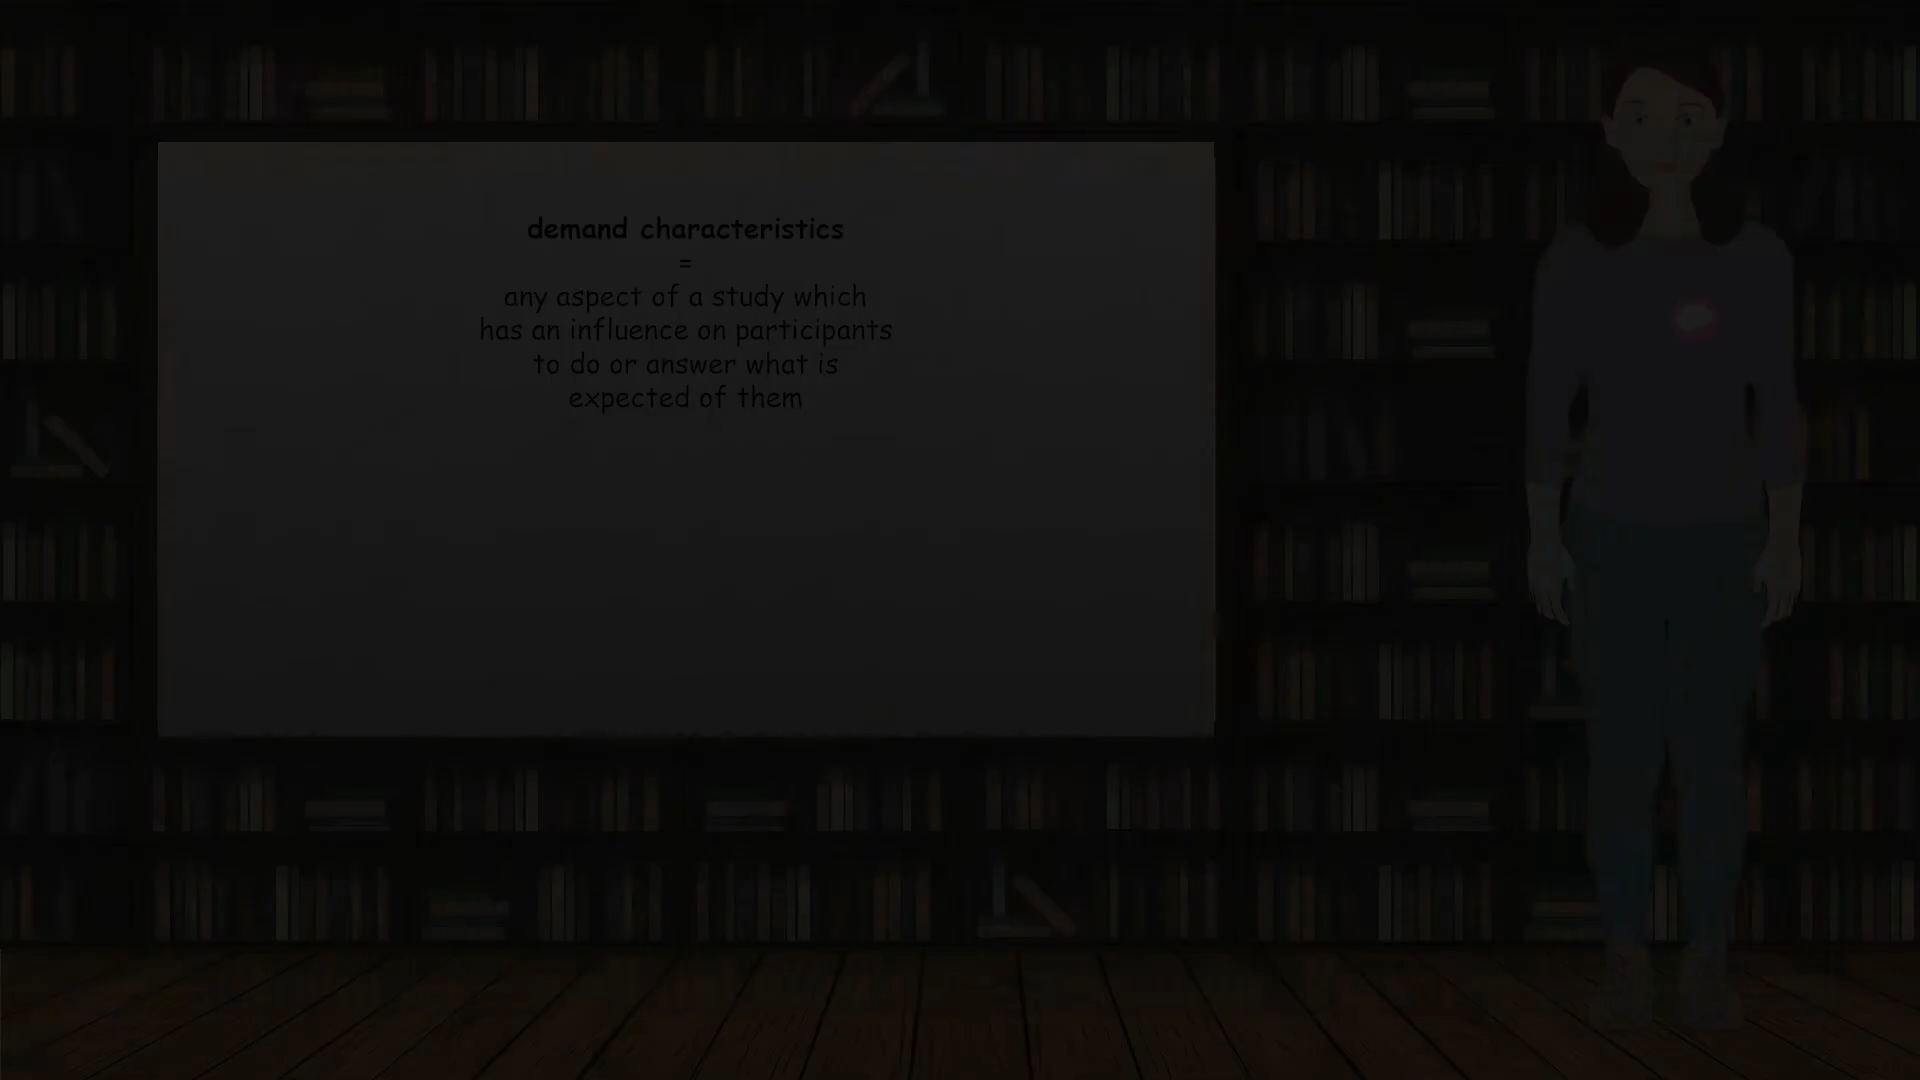 demand characteristics
=
any aspect of a study which
has an influence on participants
to do or answer what is
expected of them